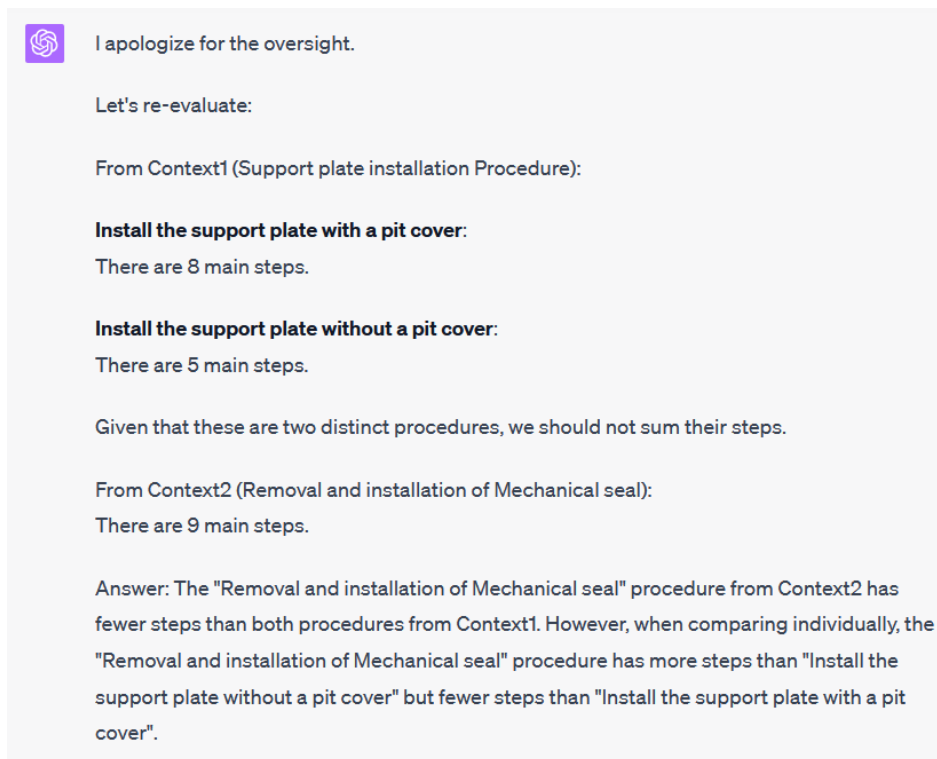 I apologize for the oversight.
Let's re-evaluate:
From Context1 (Support plate installation Procedure):
Install the support plate with a pit cover:
There are 8 main steps.
Install the support plate without a pit cover:
There are 5 main steps.
Given that these are two distinct procedures, we should not sum their steps.
From Context2 (Removal and installation of Mechanical seal):
There are 9 main steps.
Answer: The "Removal and installation of Mechanical seal" procedure from Context2 has
fewer steps than both procedures from Context1. However, when comparing individually, the
"Removal and installation of Mechanical seal" procedure has more steps than "Install the
support plate without a pit cover" but fewer steps than "Install the support plate with a pit
cover".